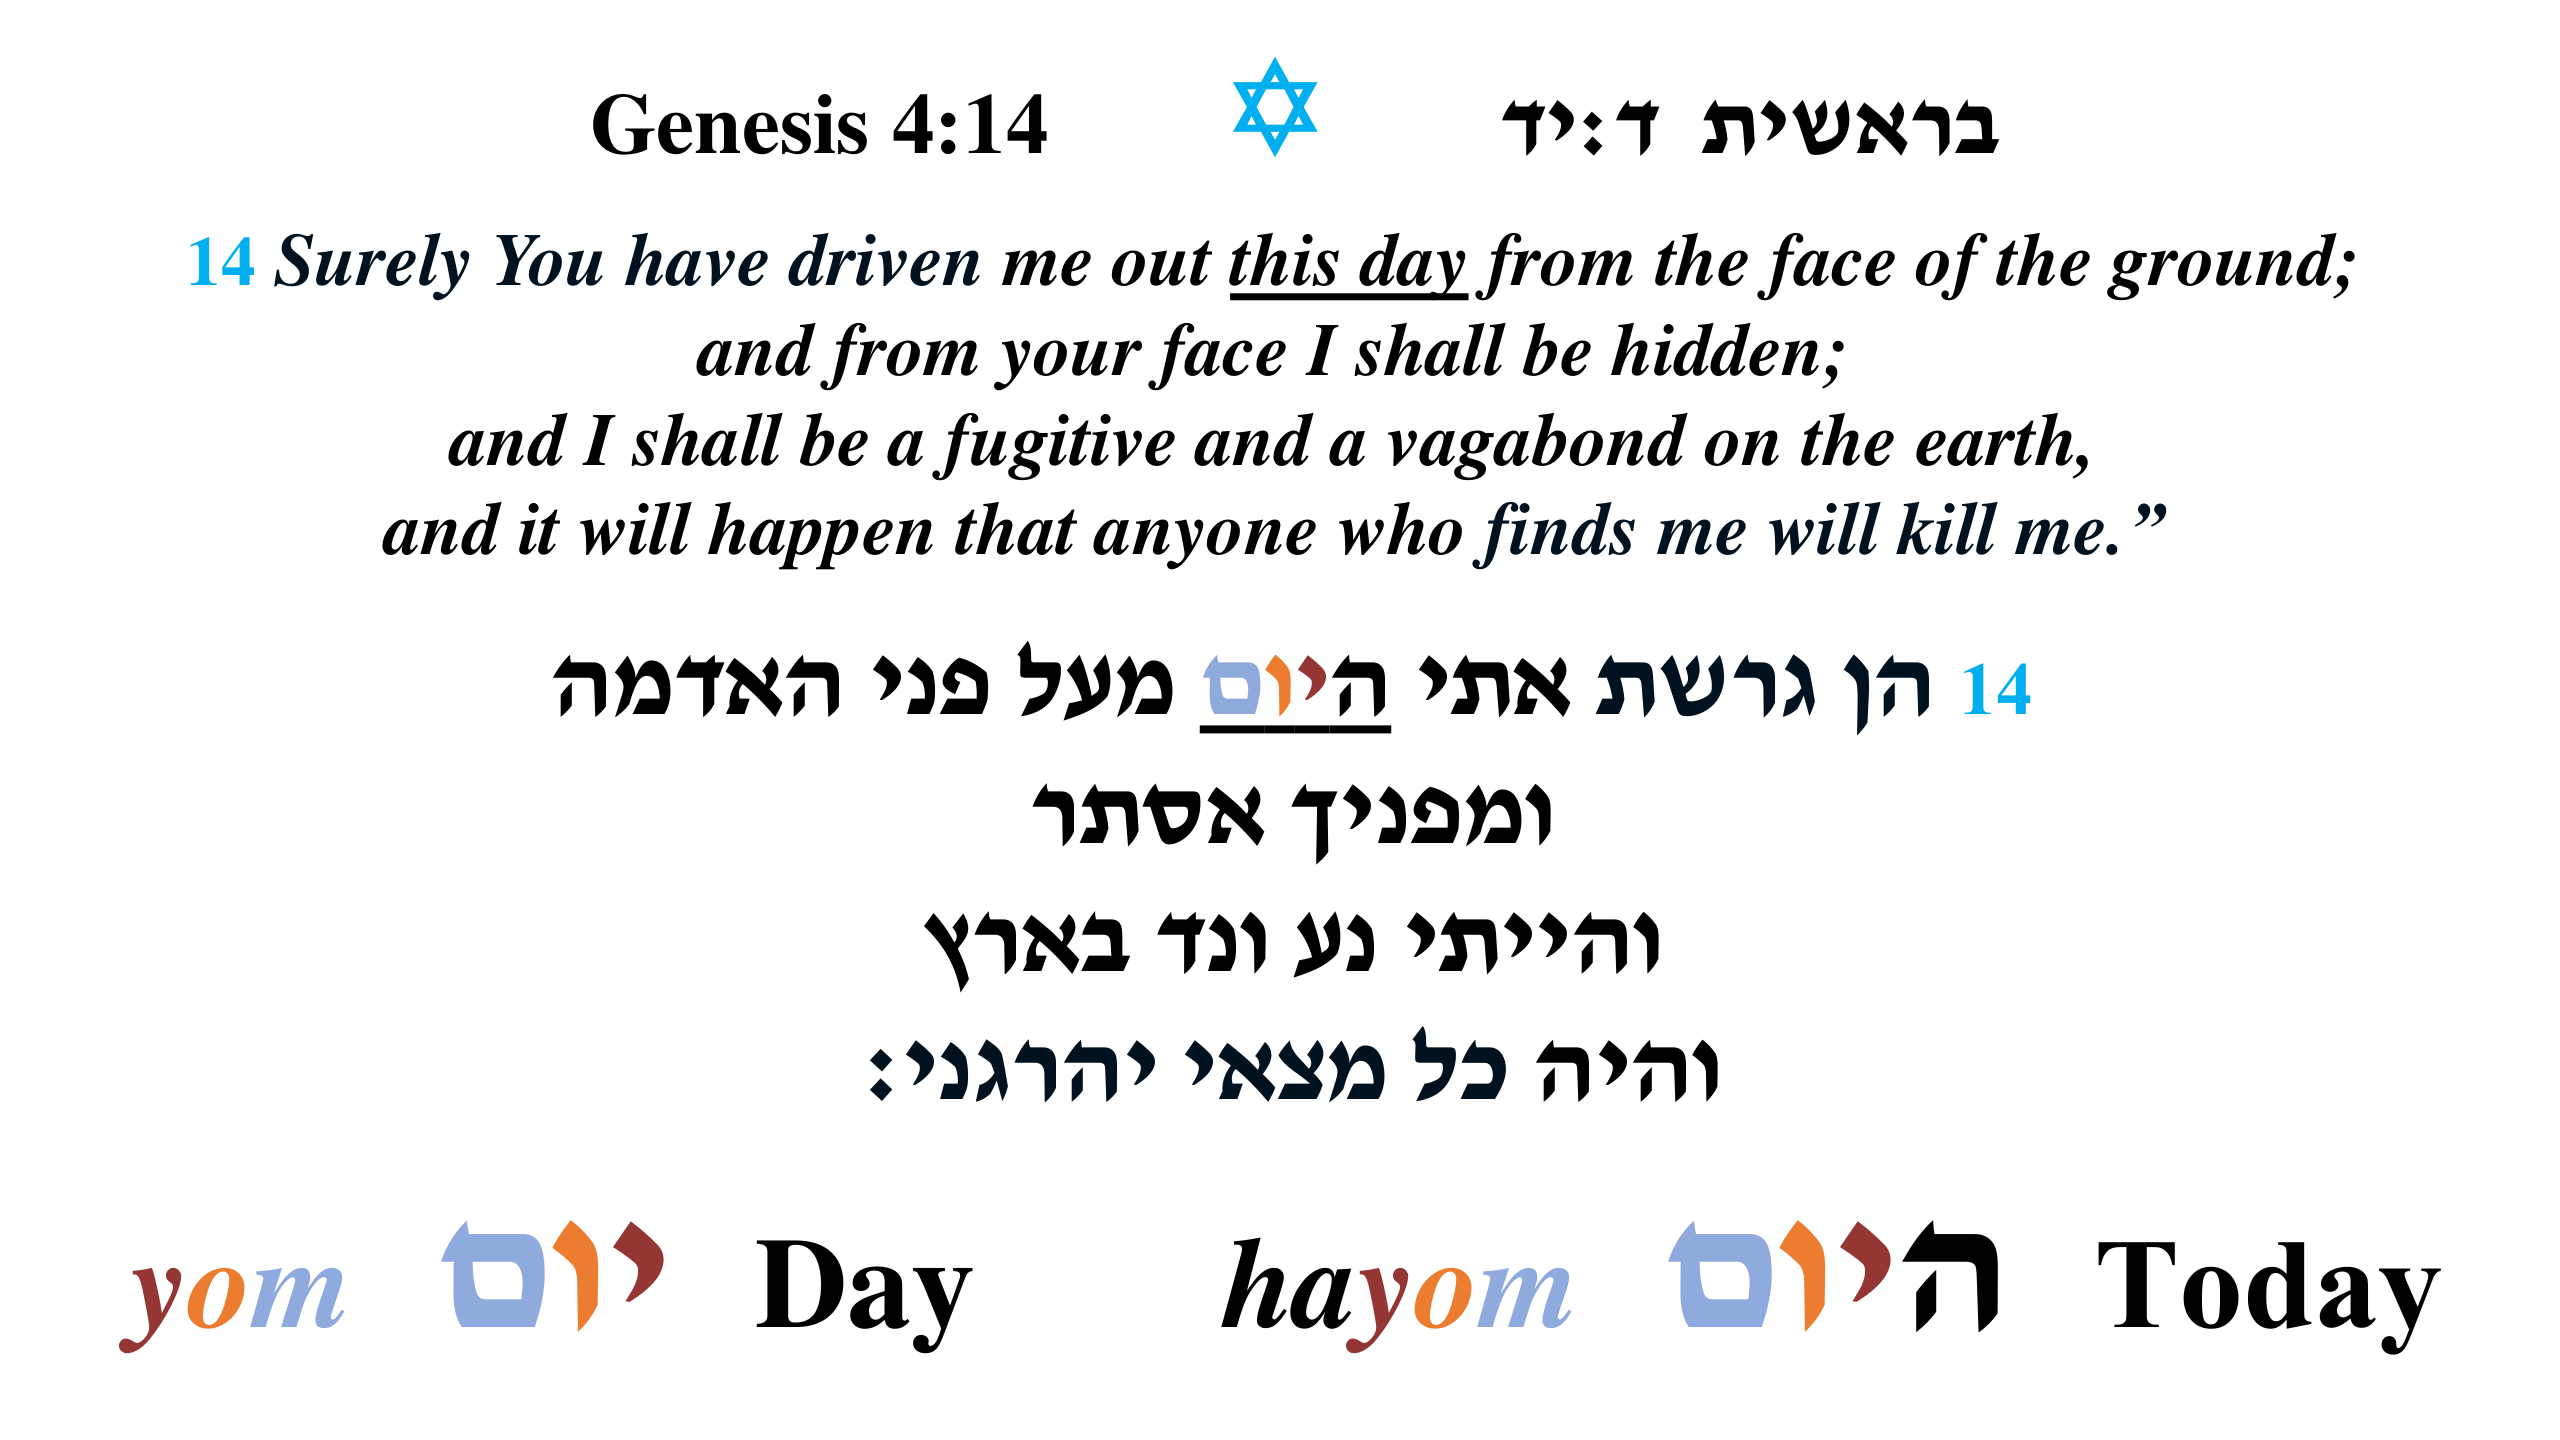 Genesis 4:14 ✡ בראשית ד:יד
14 Surely You have driven me out this day from the face of the ground;
and from your face I shall be hidden;
and I shall be a fugitive and a vagabond on the earth,
and it will happen that anyone who finds me will kill me.”
14 הן גרשת אתי היום מעל פני האדמה
ומפניך אסתר
והייתי נע ונד בארץ
והיה כל מצאי יהרגני:
yom יום Day hayom היום Today